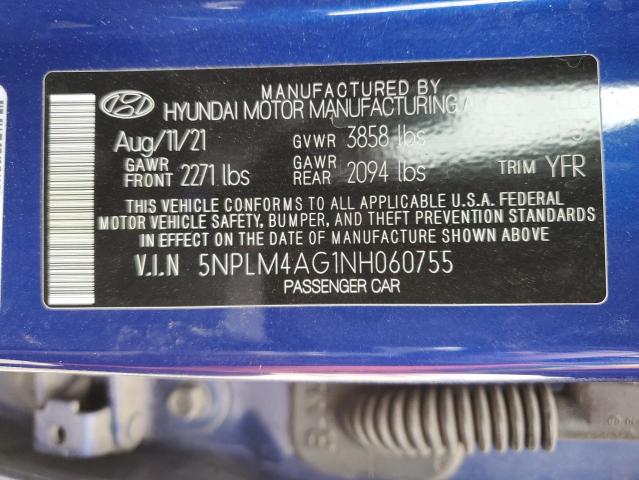 MANUFACTURED BY
HYUNDAI MOTOR MANUFACTURING
Aug/11/21 GVWR 3858 lbs
GAWR FRONT 2271 lbs GAWR REAR 2094 lbs TRIM YFR
THIS VEHICLE CONFORMS TO ALL APPLICABLE U.S.A. FEDERAL
MOTOR VEHICLE SAFETY, BUMPER, AND THEFT PREVENTION STANDARDS
IN EFFECT ON THE DATE OF MANUFACTURE SHOWN ABOVE.
V.I.N 5NPLM4AG1NH060755
PASSENGER CAR